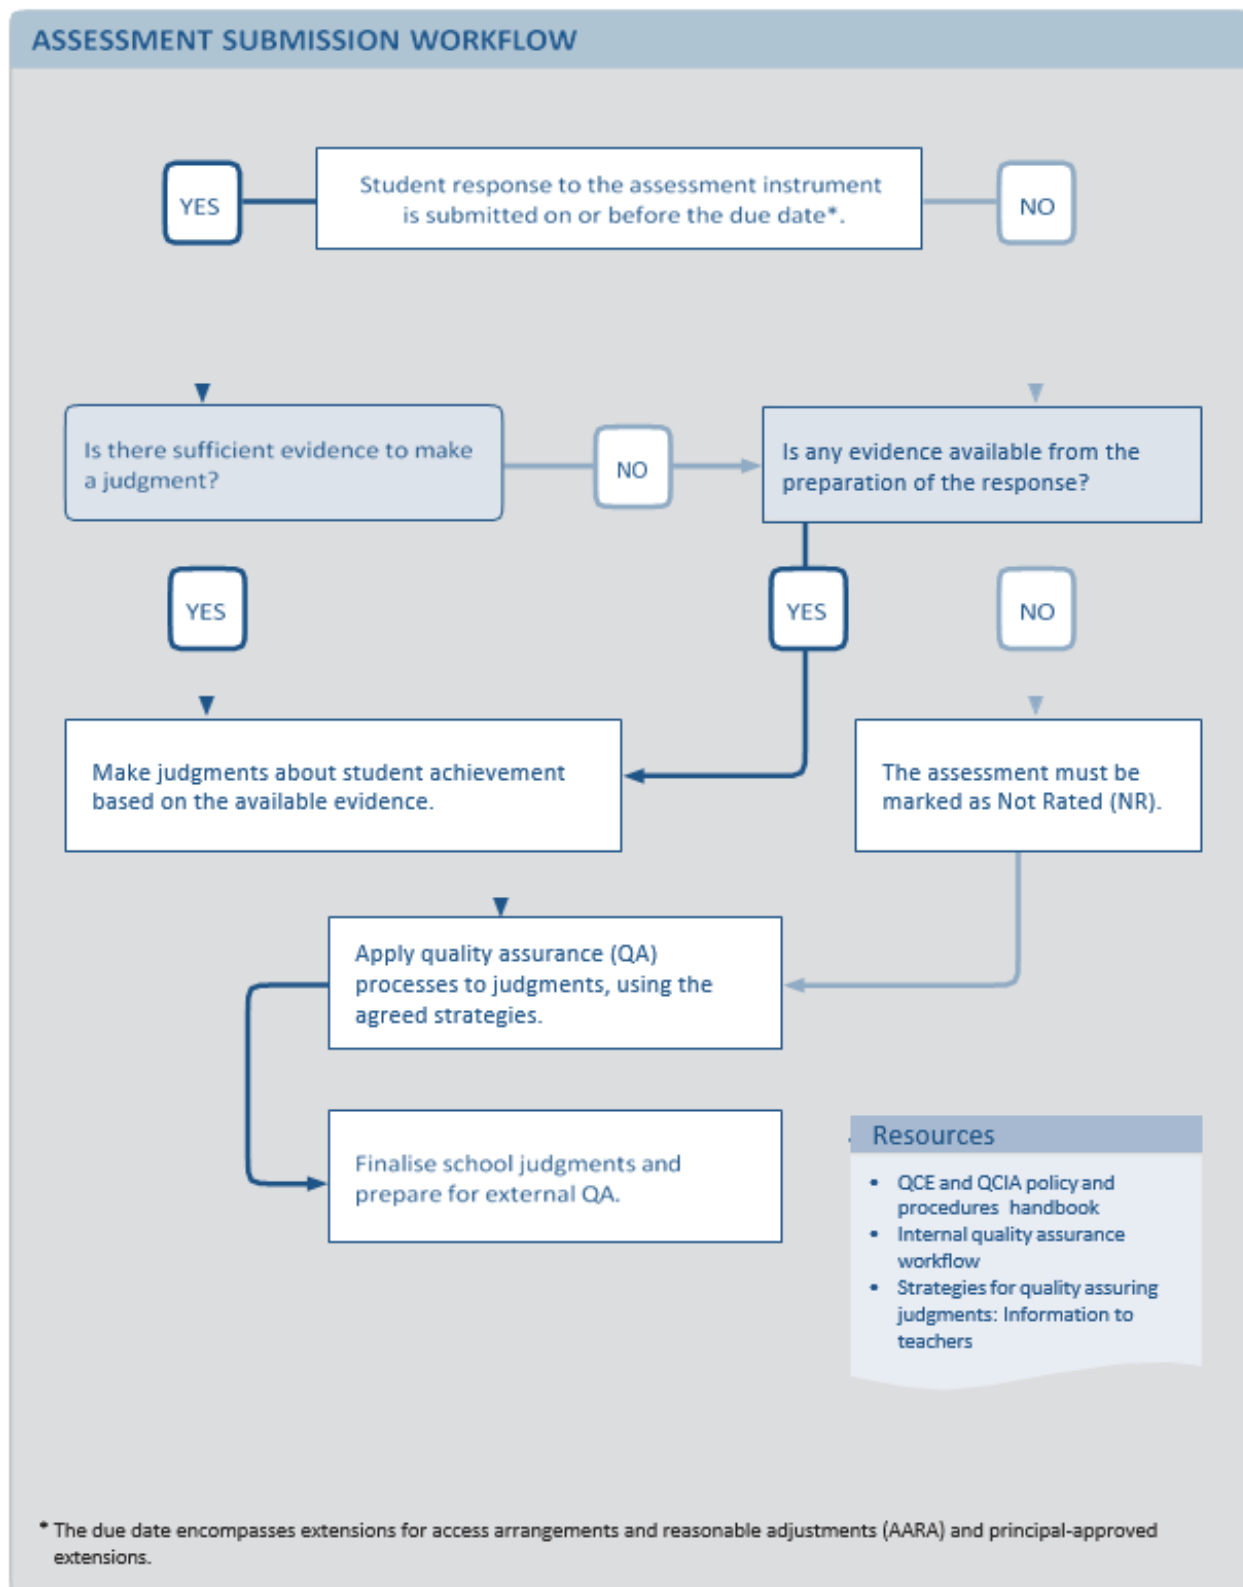 ASSESSMENT SUBMISSION WORKFLOW
YES
Student response to the assessment instrument
is submitted on or before the due date*.
NO
Is there sufficient evidence to make
a judgment?
NO
Is any evidence available from the
preparation of the response?
YES
YES
NO
Make judgments about student achievement
based on the available evidence.
The assessment must be
marked as Not Rated (NR).
Apply quality assurance (QA)
processes to judgments, using the
agreed strategies.
Finalise school judgments and
prepare for external QA.
Resources
• QCE and QCIA policy and
procedures handbook
• Internal quality assurance
workflow
• Strategies for quality assuring
judgments: Information to
teachers
* The due date encompasses extensions for access arrangements and reasonable adjustments (AARA) and principal-approved
extensions.